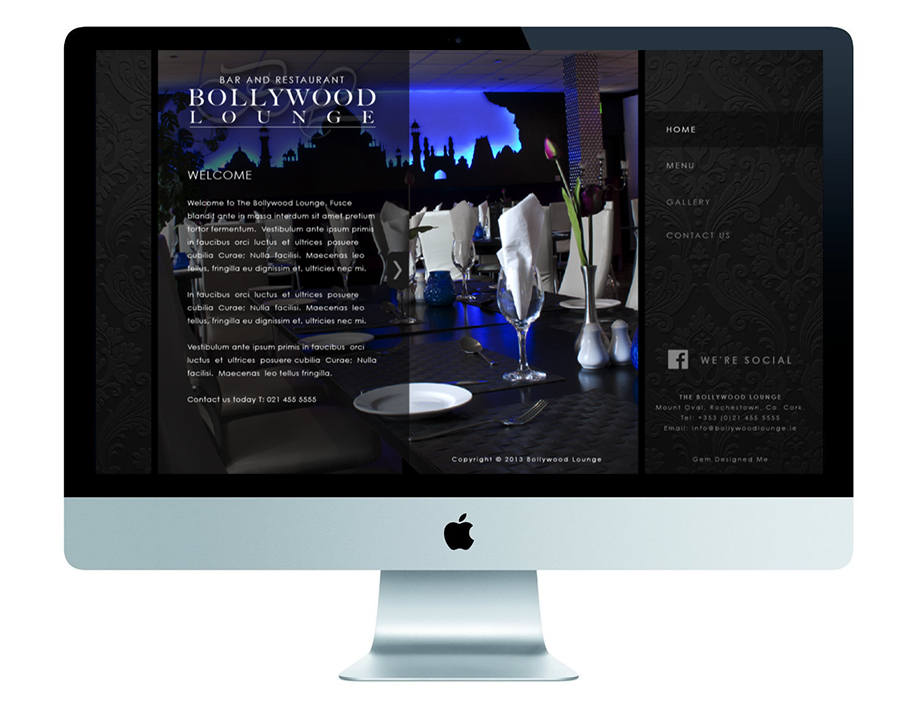 BAR AND RESTAURANT
BOLLYWOOD
LOUNGE
WELCOME
Welcome to The Bollywood Lounge, Fusce
blandit ante in massa interdum sit amet pretium
tortor fermentum. Vestibulum ante ipsum primis
in faucibus orci luctus et ultrices posuere
cubilia Curae; Nulla facilisi. Maecenas leo
tellus, fringilla eu dignissim et, ultricies nec mi.
In faucibus orci luctus et ultrices posuere
cubilia Curae; Nulla facilisi. Maecenas leo
tellus, fringilla eu dignissim et, ultricies nec mi.
Vestibulum ante ipsum primis in faucibus orci
luctus et ultrices posuere cubilia Curae; Nulla
facilisi. Maecenas leo tellus fringilla.
Contact us today T: 021 455 5555
Copyright © 2013 Bollywood Lounge
HOME
MENU
GALLERY
CONTACT US
f WE'RE SOCIAL
THE BOLLYWOOD LOUNGE
Mount Oval, Rochestown, Co. Cork.
Tel: +353 (0)21 455 5555
Email: info@bollywoodlounge.ie
Gem Designed Me